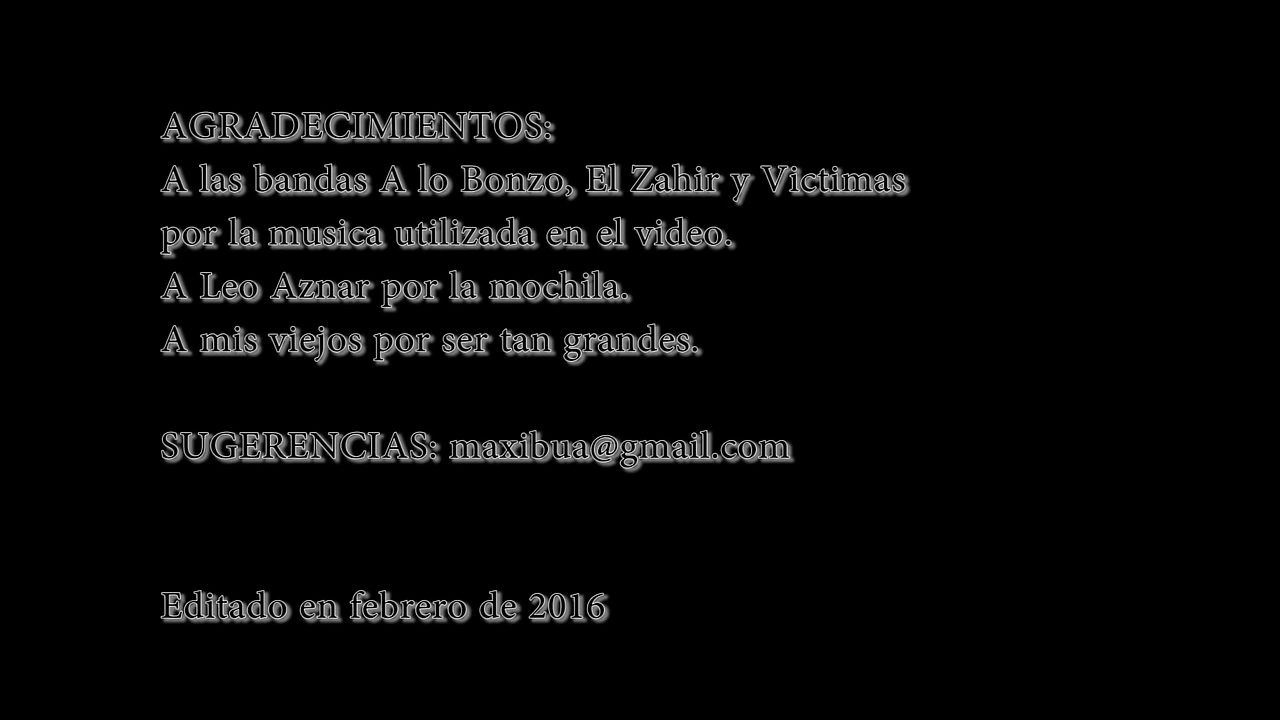 AGRADECIMIENTOS:
A las bandas A lo Bonzo, El Zahir y Victimas
por la musica utilizada en el video.
A Leo Aznar por la mochila.
A mis viejos por ser tan grandes.
SUGERENCIAS: maxibua@gmail.com
Editado en febrero de 2016